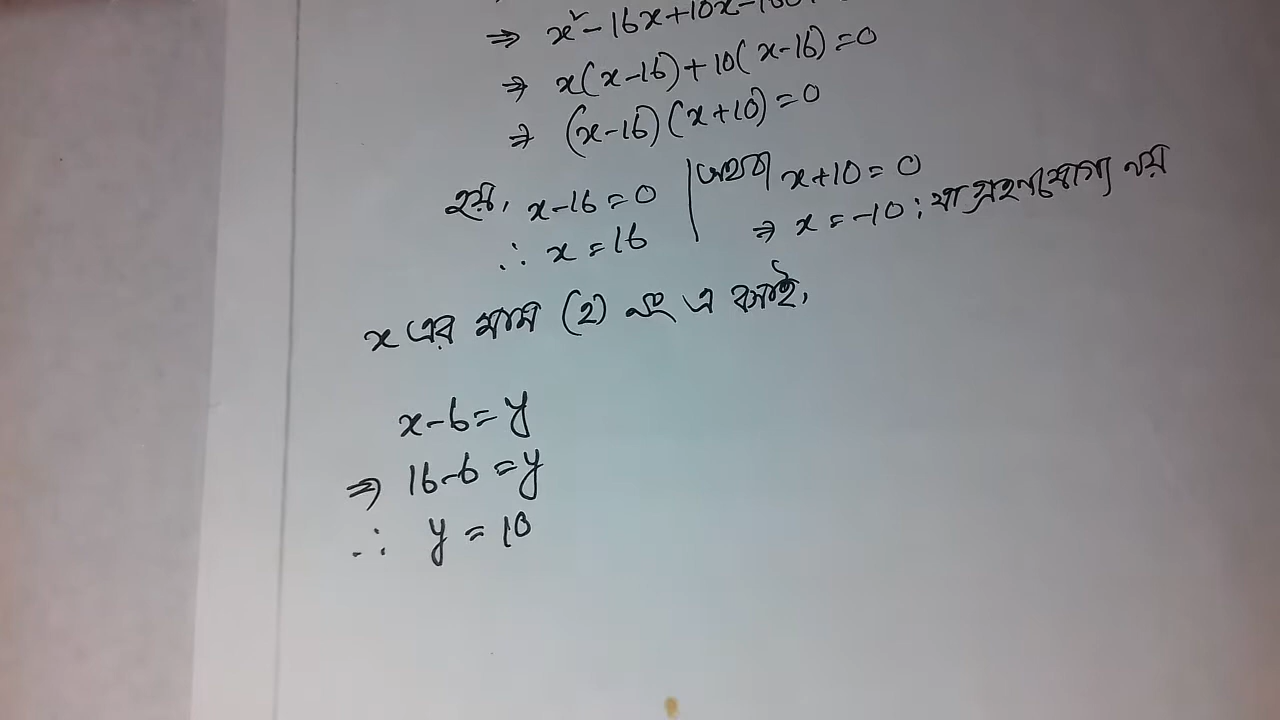 ⇒ x² - 16x + 10x - 160
⇒ x(x-16) + 10(x-16) = 0
⇒ (x-16)(x+10) = 0
হয়, x-16 = 0 | অথবা x+10 = 0
∴ x = 16 ⇒ x = -10 ; যা গ্রহণযোগ্য নয়
x এর মান (2) নং এ বসাই,
x-6 = y
⇒ 16-6 = y
∴ y = 10